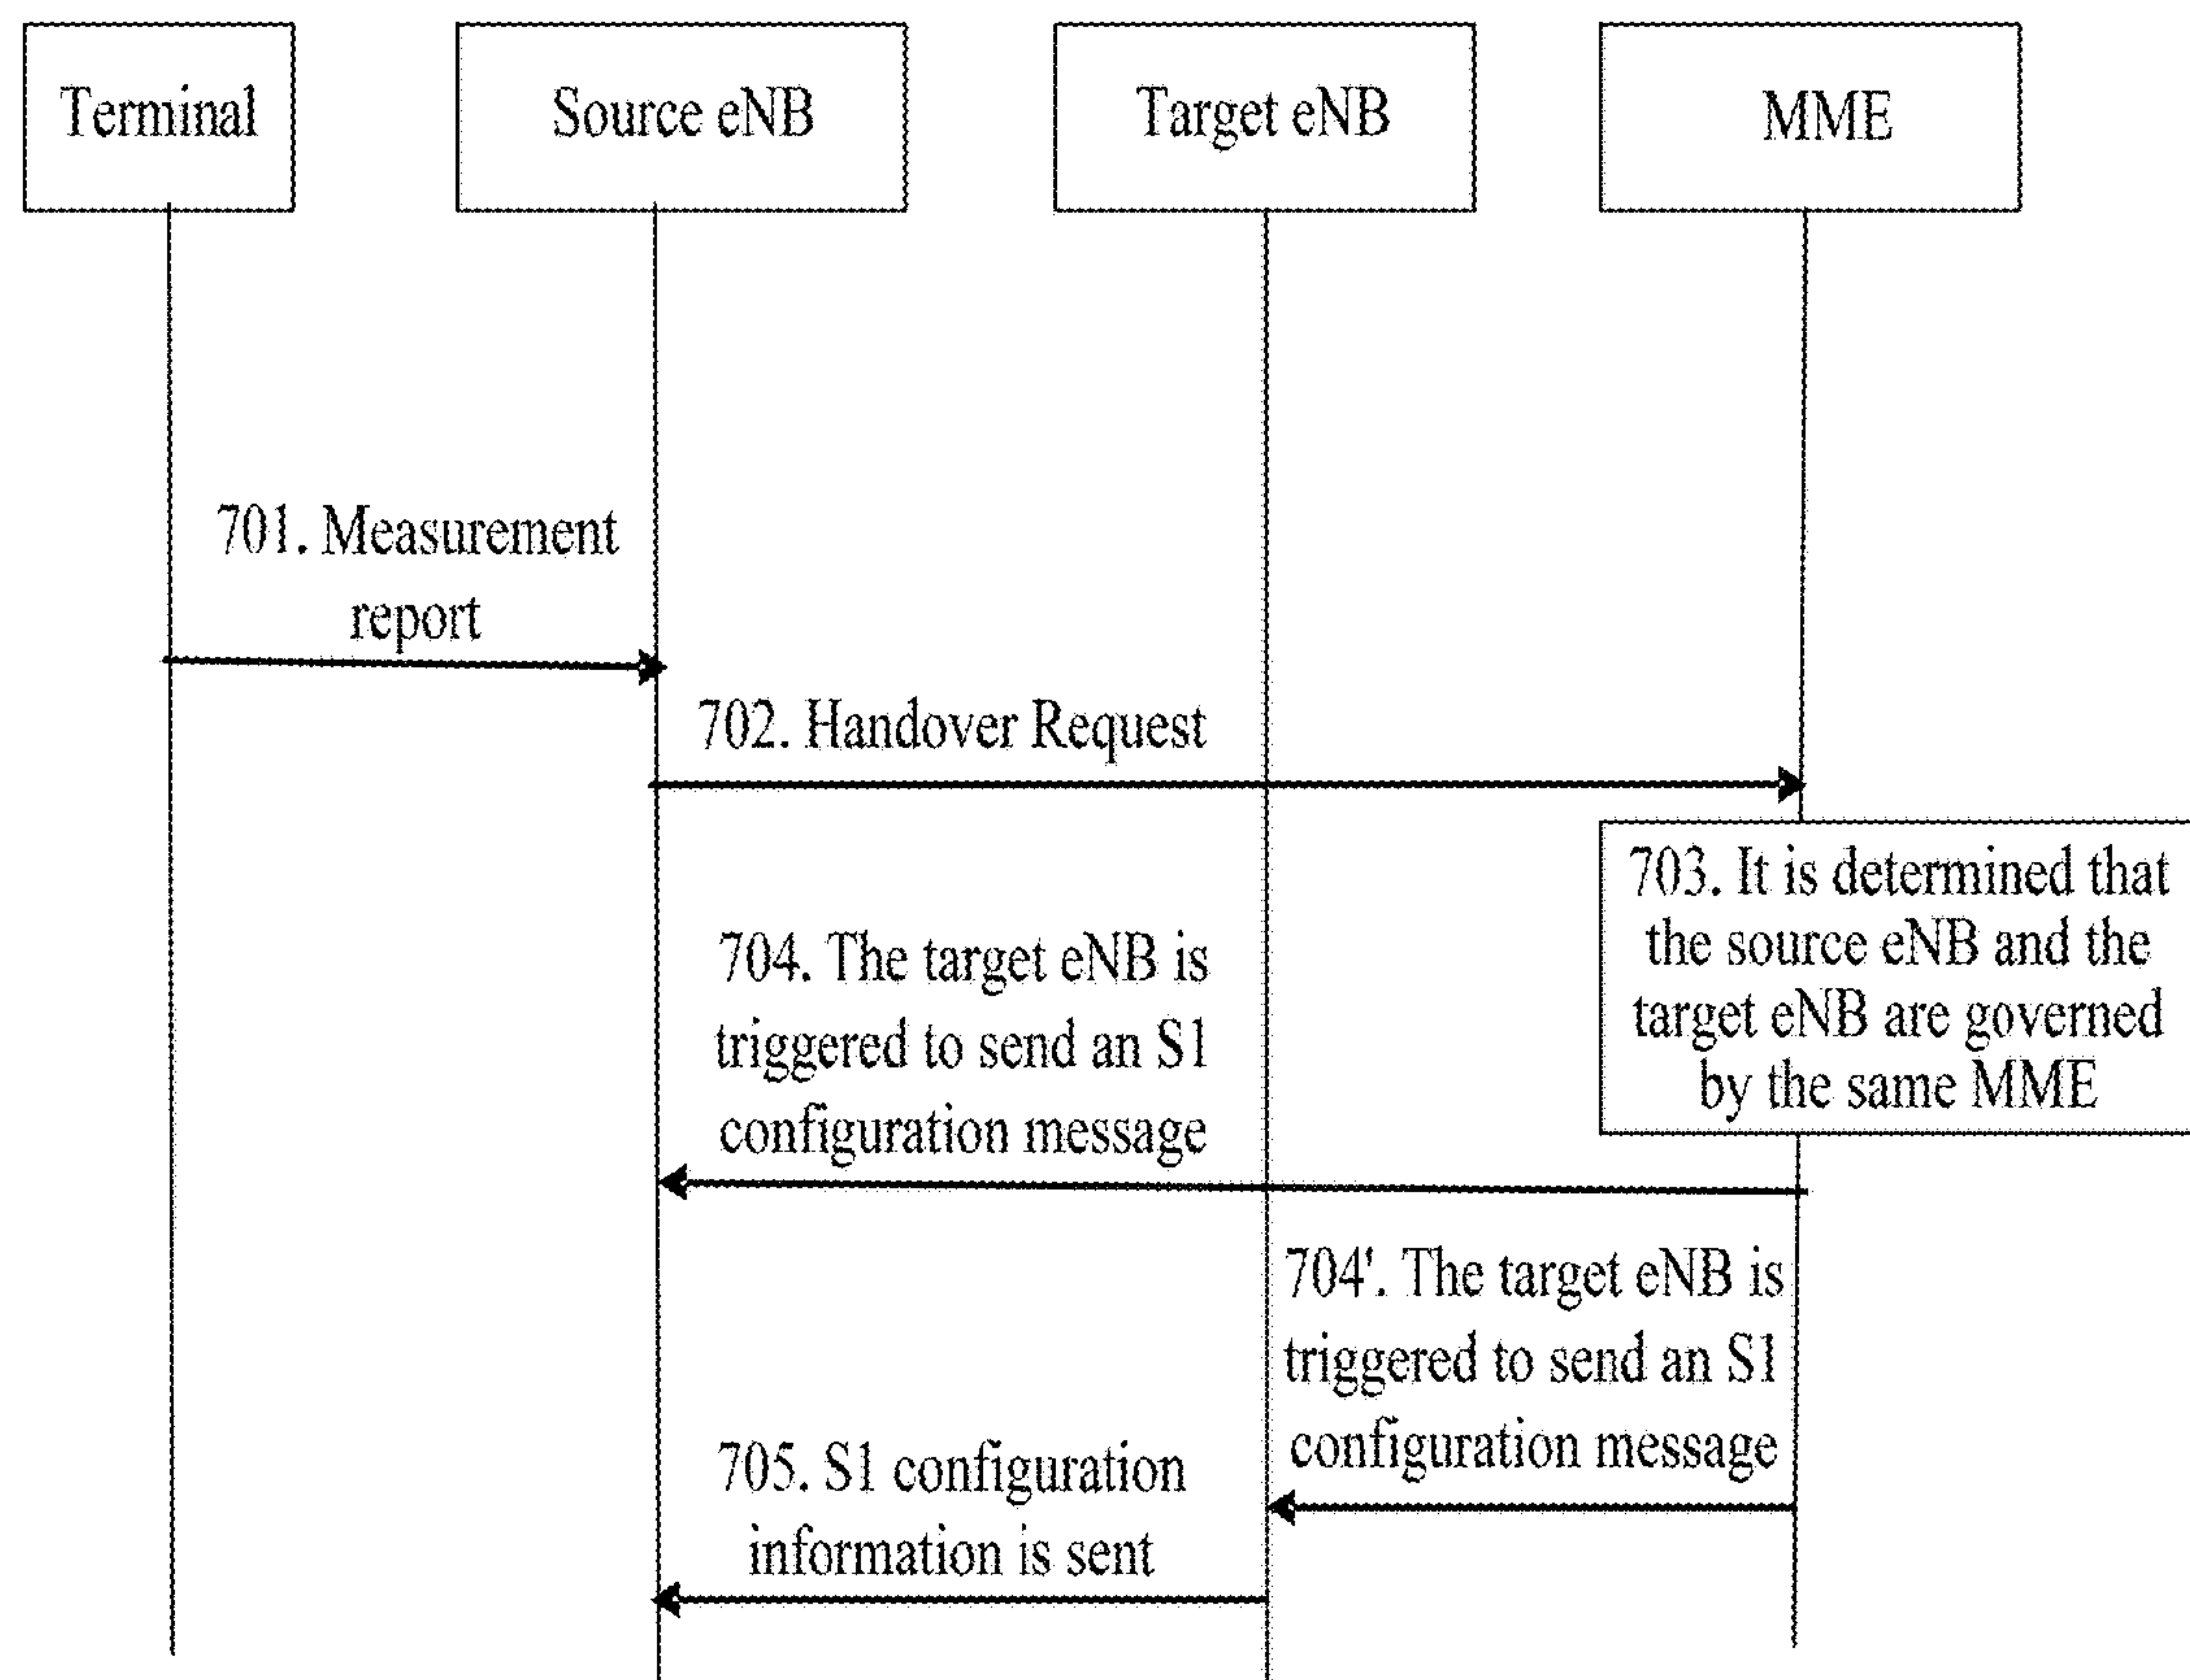 Terminal
Source eNB
Target eNB
MME
701. Measurement
report
702. Handover Request
703. It is determined that
the source eNB and the
target eNB are governed
by the same MME
704. The target eNB is
triggered to send an S1
configuration message
704'. The target eNB is
triggered to send an S1
configuration message
705. S1 configuration
information is sent